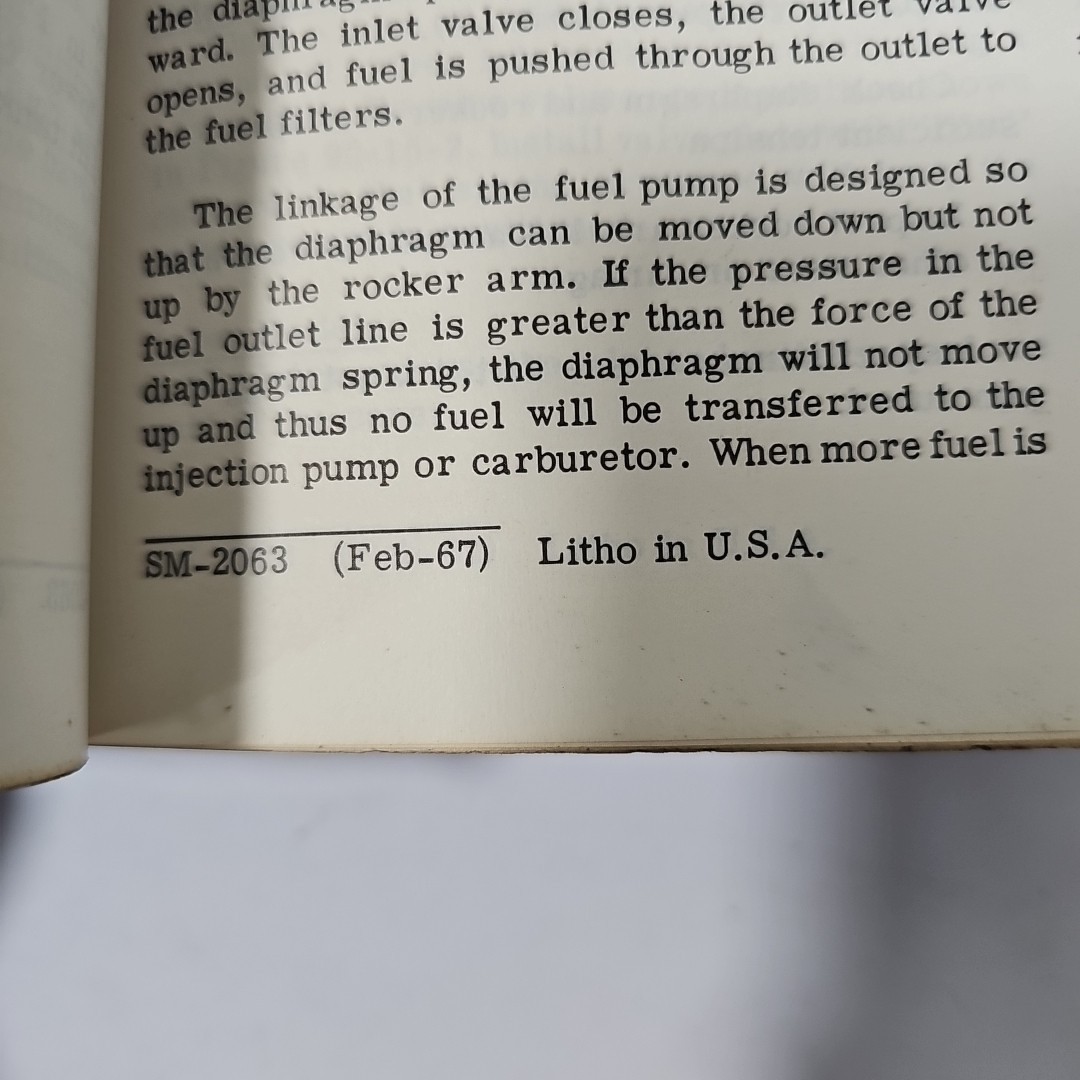 the
ward. The inlet valve closes, the outlet valve
opens, and fuel is pushed through the outlet to
the fuel filters.
The linkage of the fuel pump is designed so
that the diaphragm can be moved down but not
up by the rocker arm. If the pressure in the
fuel outlet line is greater than the force of the
diaphragm spring, the diaphragm will not move
up and thus no fuel will be transferred to the
injection pump or carburetor. When more fuel is
SM-2063 (Feb-67) Litho in U.S.A.